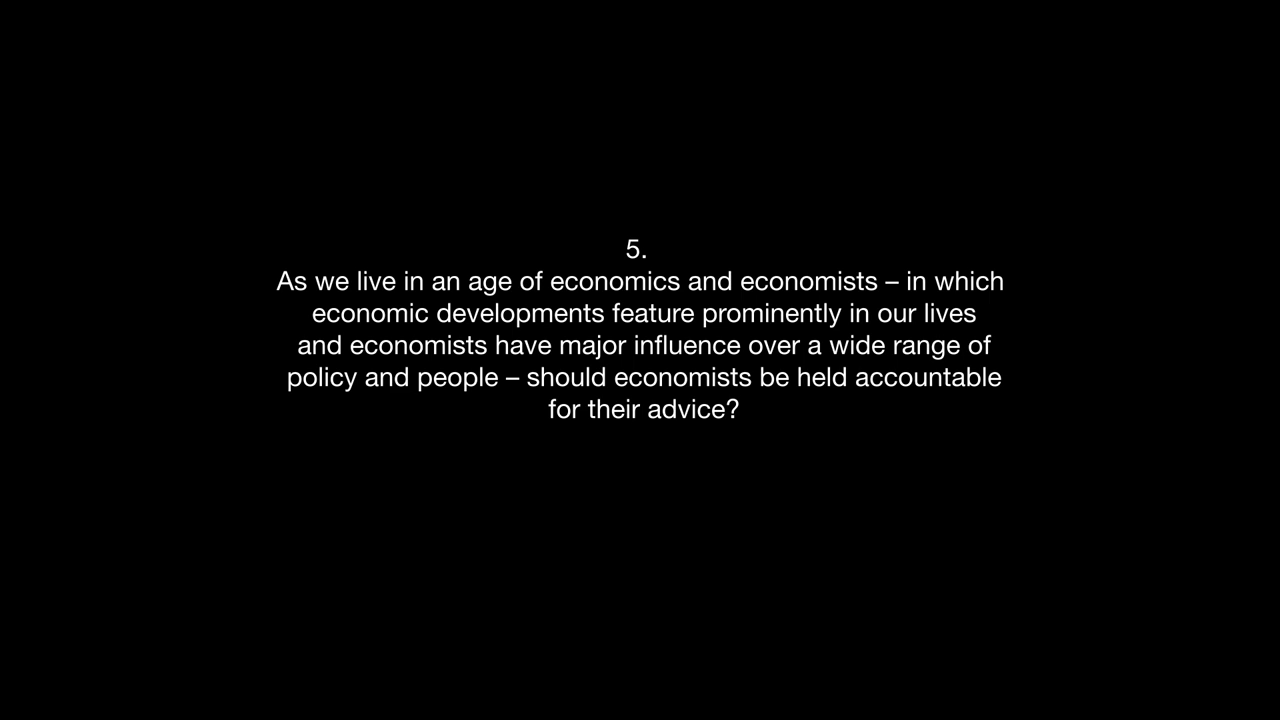 5.
As we live in an age of economics and economists – in which
economic developments feature prominently in our lives
and economists have major influence over a wide range of
policy and people – should economists be held accountable
for their advice?